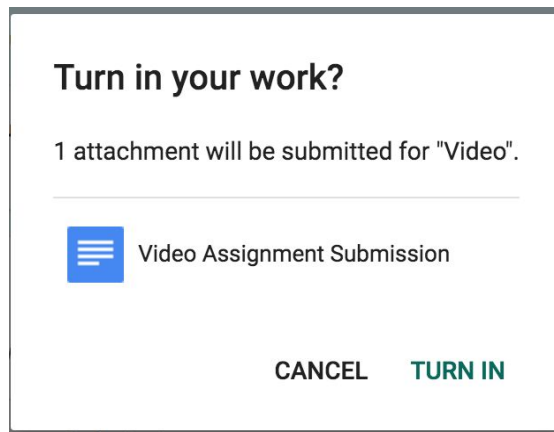 Turn in your work?
1 attachment will be submitted for "Video".
Video Assignment Submission
CANCEL TURN IN